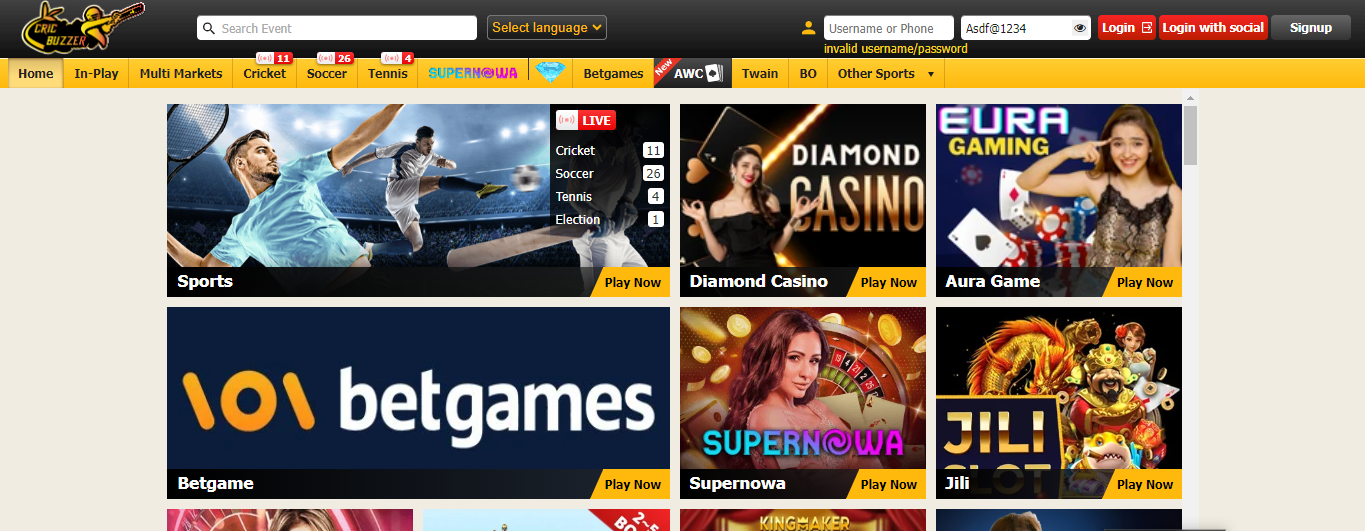 CRIC
BUZZER
Search Event
Select language
Username or Phone
Asdf@1234
Login
Login with social
Signup
invalid username/password
11
26
4
Home
In-Play
Multi Markets
Cricket
Soccer
Tennis
SUPERNOWA
Betgames
New
AWC
Twain
BO
Other Sports
LIVE
Cricket 11
Soccer 26
Tennis 4
Election 1
Sports
Play Now
DIAMOND
CASINO
Diamond Casino
Play Now
EURA
GAMING
Aura Game
Play Now
betgames
Betgame
Play Now
SUPERNOWA
Supernowa
Play Now
JILI
SLOT
Jili
Play Now
KINGMAKER